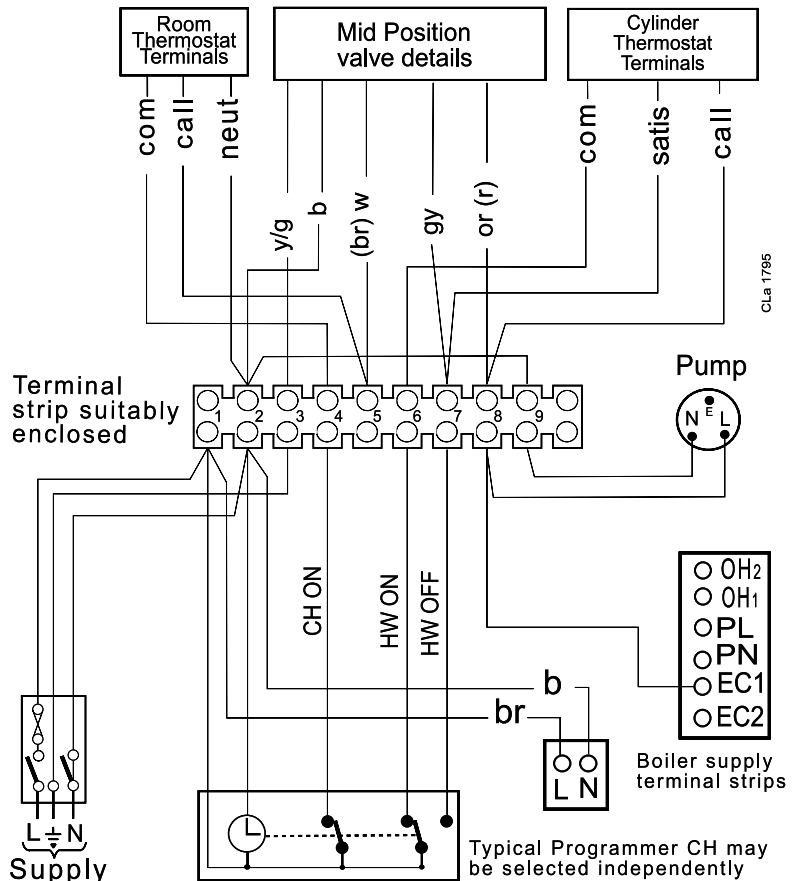 Room
Thermostat
Terminals
Mid Position
valve details
Cylinder
Thermostat
Terminals
com
call
neut
y/g
b
(br) w
gy
or (r)
com
satis
call
CLa 1795
Terminal
strip suitably
enclosed
1
2
3
4
5
6
7
8
9
Pump
N
E
L
CH ON
HW ON
HW OFF
OH2
OH1
PL
PN
EC1
EC2
b
br
L N
Boiler supply
terminal strips
L N
Supply
Typical Programmer CH may
be selected independently